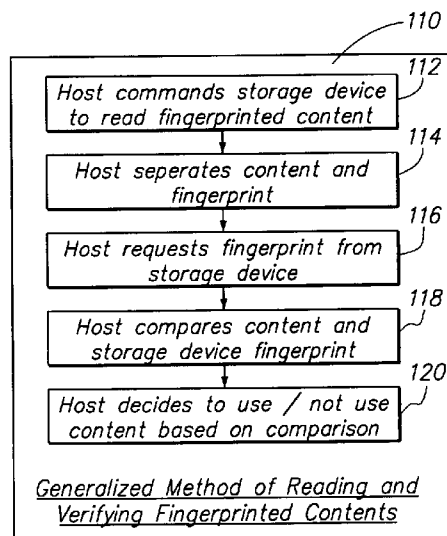 110
Host commands storage device
to read fingerprinted content
112
Host seperates content and
fingerprint
114
Host requests fingerprint from
storage device
116
Host compares content and
storage device fingerprint
118
Host decides to use / not use
content based on comparison
120
Generalized Method of Reading and
Verifying Fingerprinted Contents